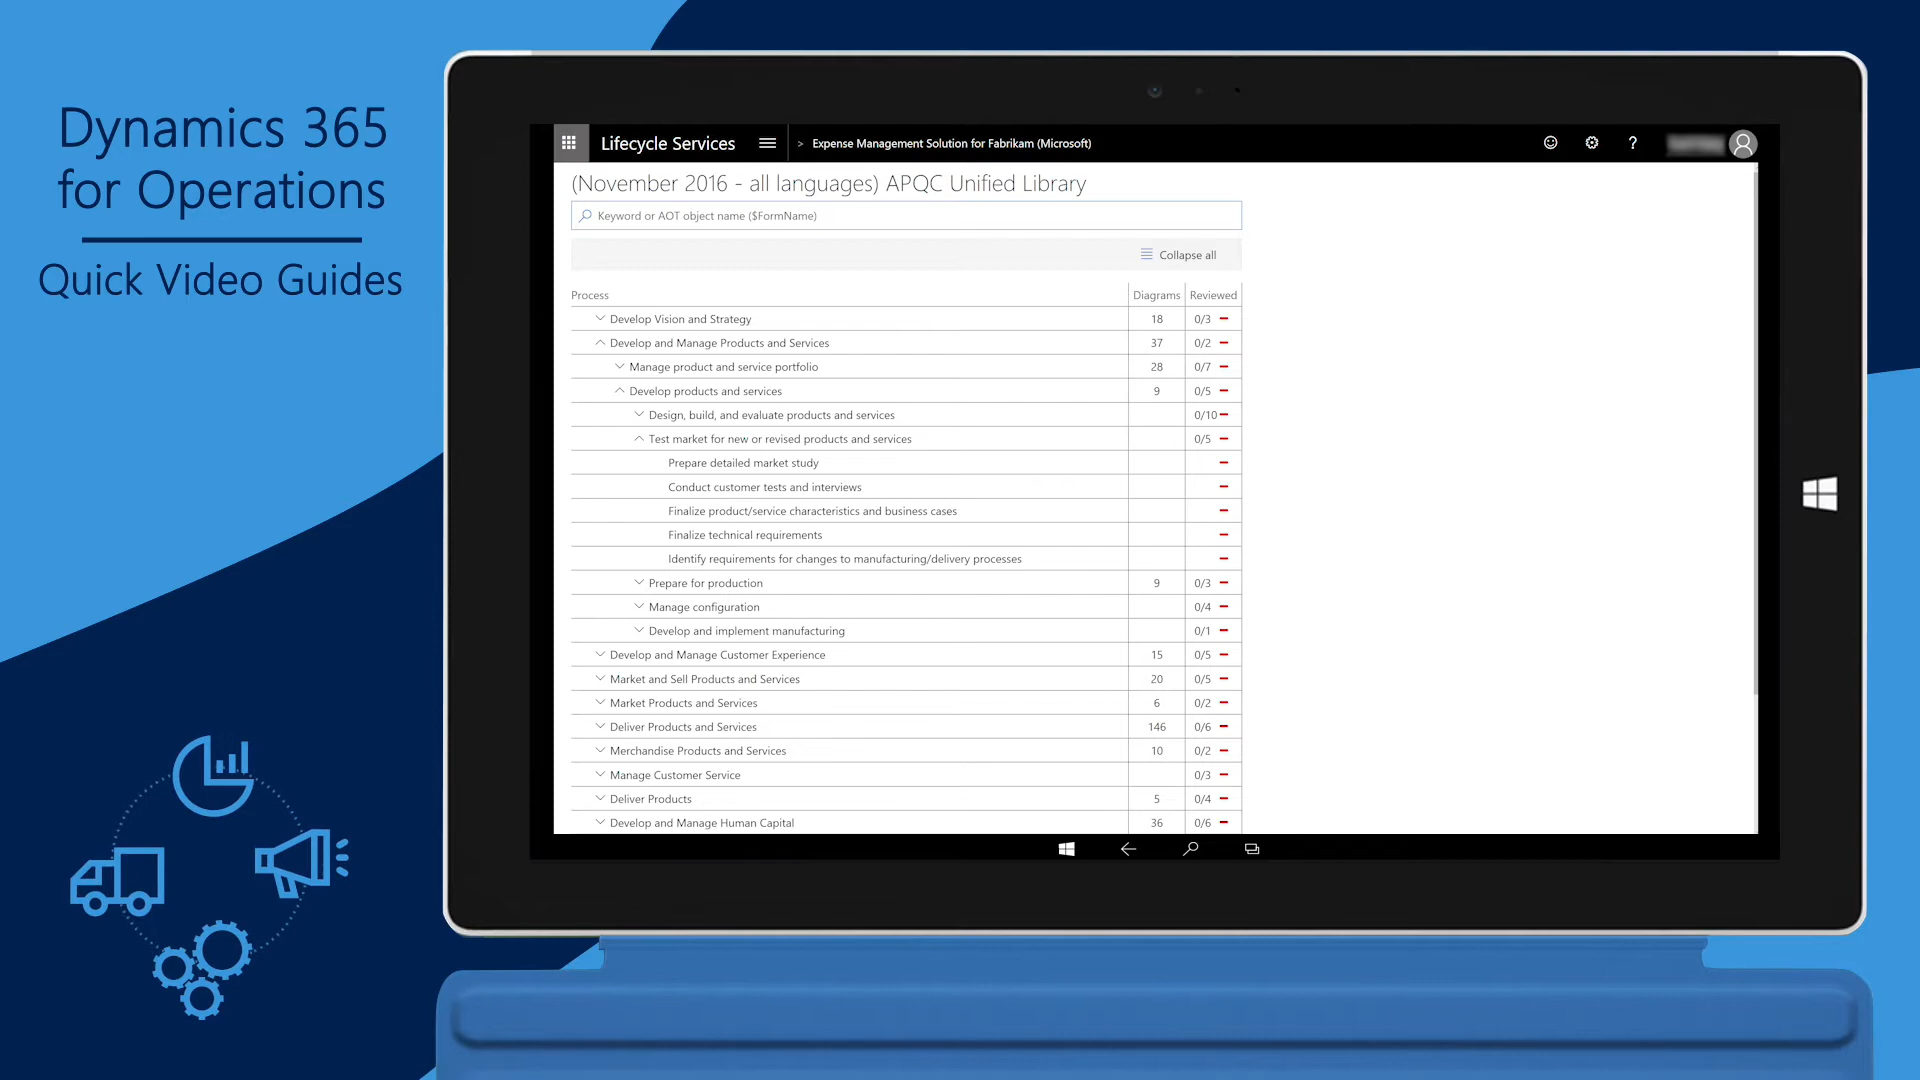 Dynamics 365
for Operations
Quick Video Guides
Lifecycle Services
> Expense Management Solution for Fabrikam (Microsoft)
?
(November 2016 - all languages) APQC Unified Library
Keyword or AOT object name ($FormName)
Collapse all
Process Diagrams Reviewed
Develop Vision and Strategy 18 0/3
Develop and Manage Products and Services 37 0/2
Manage product and service portfolio 28 0/7
Develop products and services 9 0/5
Design, build, and evaluate products and services 0/10
Test market for new or revised products and services 0/5
Prepare detailed market study
Conduct customer tests and interviews
Finalize product/service characteristics and business cases
Finalize technical requirements
Identify requirements for changes to manufacturing/delivery processes
Prepare for production 9 0/3
Manage configuration 0/4
Develop and implement manufacturing 0/1
Develop and Manage Customer Experience 15 0/5
Market and Sell Products and Services 20 0/5
Market Products and Services 6 0/2
Deliver Products and Services 146 0/6
Merchandise Products and Services 10 0/2
Manage Customer Service 0/3
Deliver Products 5 0/4
Develop and Manage Human Capital 36 0/6